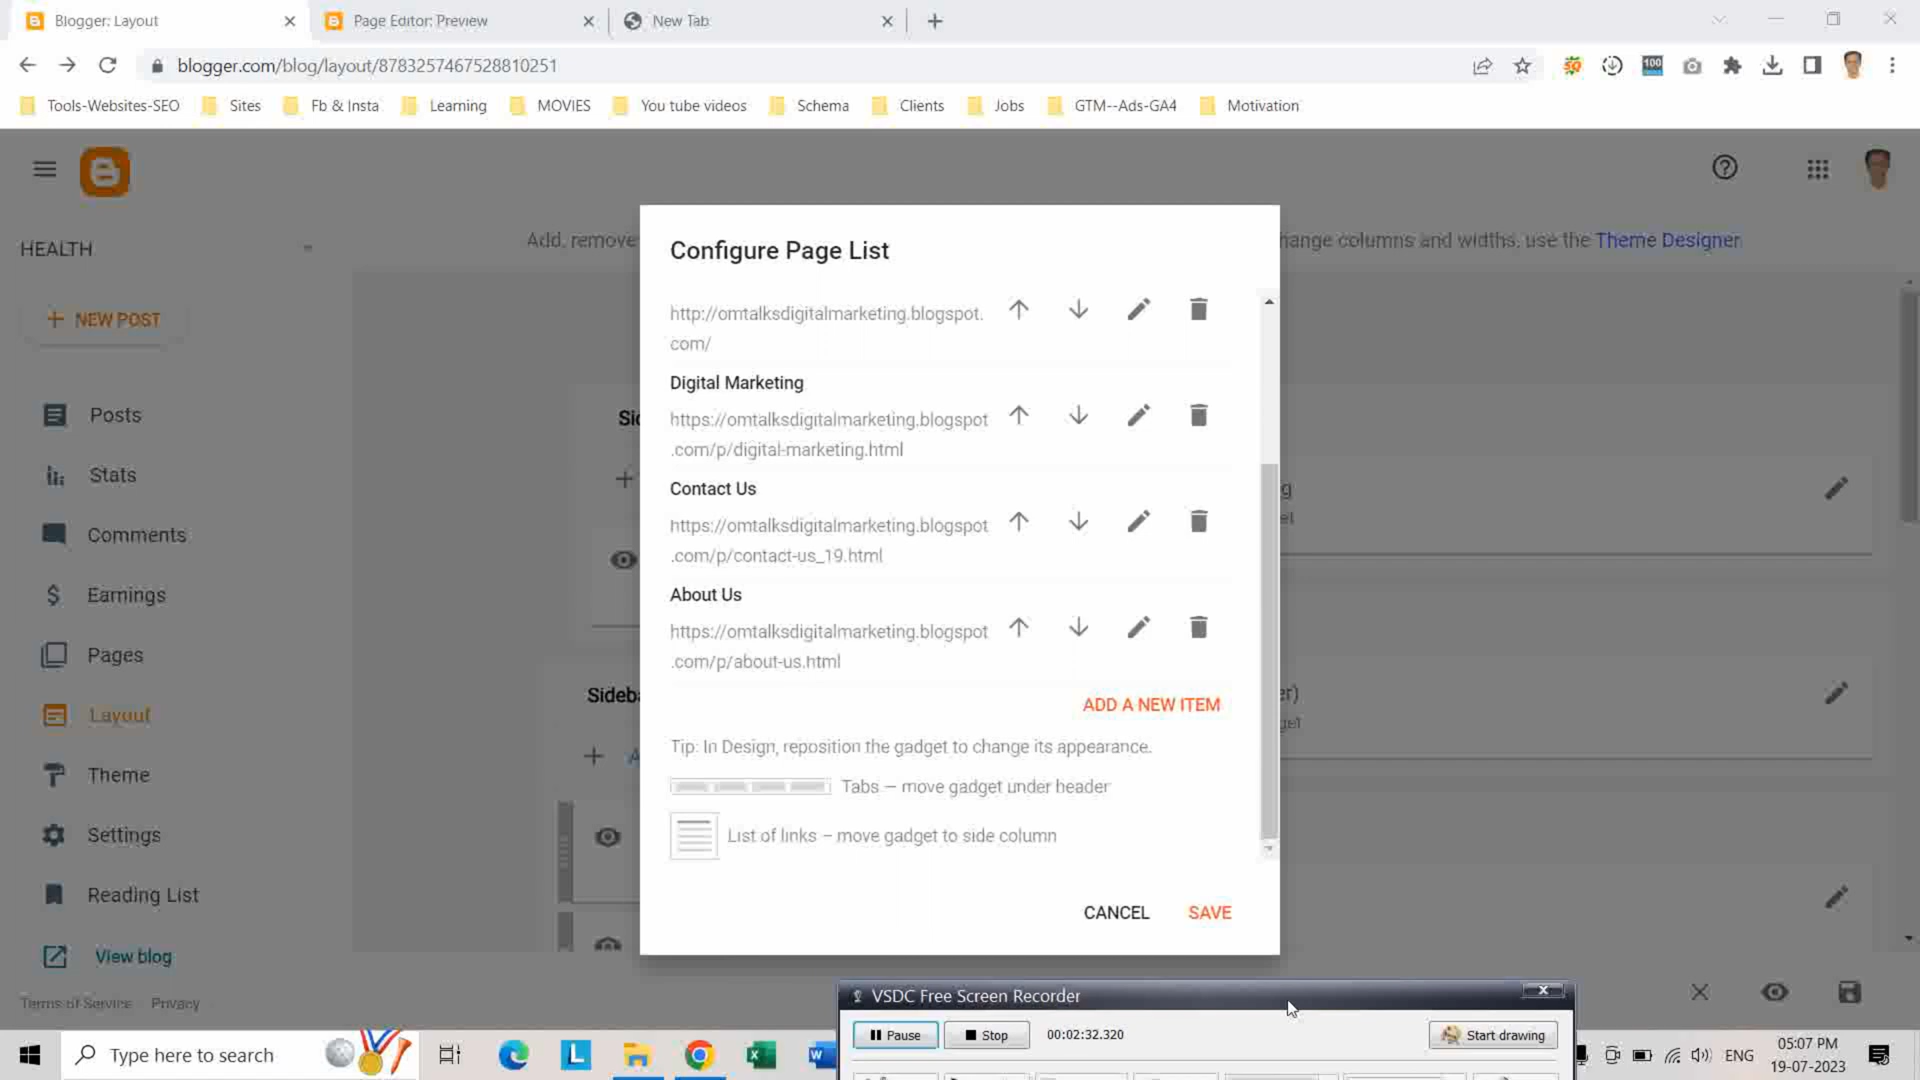 Blogger: Layout
Page Editor: Preview
New Tab
blogger.com/blog/layout/8783257467528810251
100
Tools-Websites-SEO
Sites
Fb & Insta
Learning
MOVIES
You tube videos
Schema
Clients
Jobs
GTM--Ads-GA4
Motivation
HEALTH
Add, remove
hange columns and widths, use the Theme Designer
NEW POST
Posts
Stats
Comments
Earnings
Pages
Layout
Theme
Settings
Reading List
View blog
Terms of Service
Privacy
Configure Page List
http://omtalksdigitalmarketing.blogspot.
com/
Digital Marketing
https://omtalksdigitalmarketing.blogspot
.com/p/digital-marketing.html
Contact Us
https://omtalksdigitalmarketing.blogspot
.com/p/contact-us_19.html
About Us
https://omtalksdigitalmarketing.blogspot
.com/p/about-us.html
ADD A NEW ITEM
Tip: In Design, reposition the gadget to change its appearance.
Tabs – move gadget under header
List of links – move gadget to side column
CANCEL
SAVE
VSDC Free Screen Recorder
Pause
Stop
00:02:32.320
Start drawing
Type here to search
ENG
05:07 PM
19-07-2023